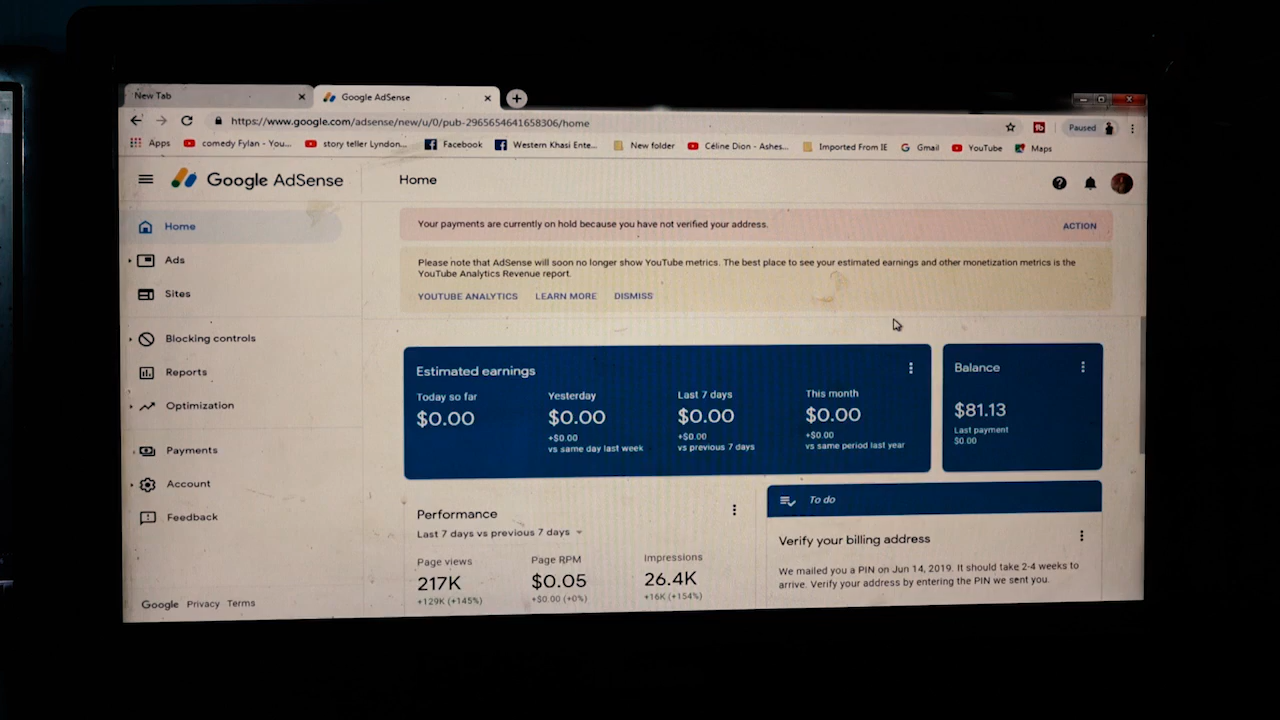 New Tab
Google AdSense
https://www.google.com/adsense/new/u/0/pub-2965654641658306/home
Paused
Apps
comedy Fylan - You...
story teller Lyndon...
Facebook
Western Khasi Ente...
New folder
Céline Dion - Ashes...
Imported From IE
Gmail
YouTube
Maps
Google AdSense
Home
Home
Ads
Sites
Blocking controls
Reports
Optimization
Payments
Account
Feedback
Google Privacy Terms
Your payments are currently on hold because you have not verified your address.
ACTION
Please note that AdSense will soon no longer show YouTube metrics. The best place to see your estimated earnings and other monetization metrics is the
YouTube Analytics Revenue report.
YOUTUBE ANALYTICS LEARN MORE DISMISS
Estimated earnings
Today so far
$0.00
Yesterday
$0.00
+$0.00
vs same day last week
Last 7 days
$0.00
+$0.00
vs previous 7 days
This month
$0.00
+$0.00
vs same period last year
Balance
$81.13
Last payment
$0.00
Performance
Last 7 days vs previous 7 days
Page views
217K
+129K (+145%)
Page RPM
$0.05
+$0.00 (+0%)
Impressions
26.4K
+16K (+154%)
To do
Verify your billing address
We mailed you a PIN on Jun 14, 2019. It should take 2-4 weeks to
arrive. Verify your address by entering the PIN we sent you.